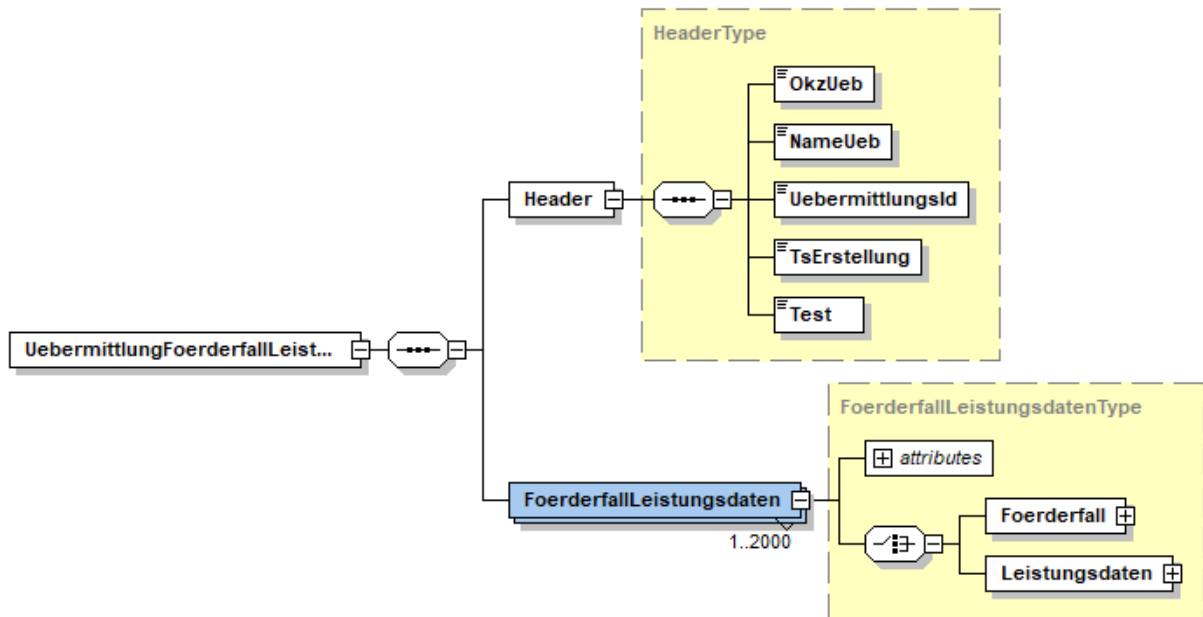 HeaderType
OkzUeb
NameUeb
UebermittlungsId
TsErstellung
Test
Header
UebermittlungFoerderfallLeist...
FoerderfallLeistungsdatenType
attributes
FoerderfallLeistungsdaten
1..2000
Foerderfall
Leistungsdaten